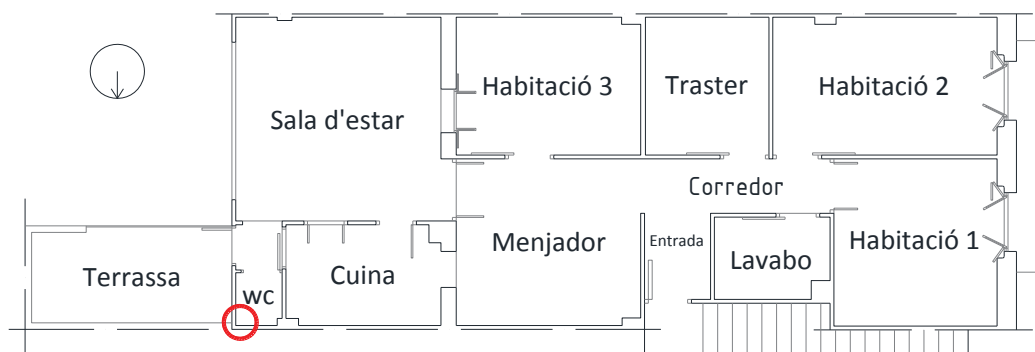 Habitació 3
Traster
Habitació 2
Sala d'estar
Corredor
Menjador
Entrada
Habitació 1
Lavabo
Terrassa
Cuina
wc